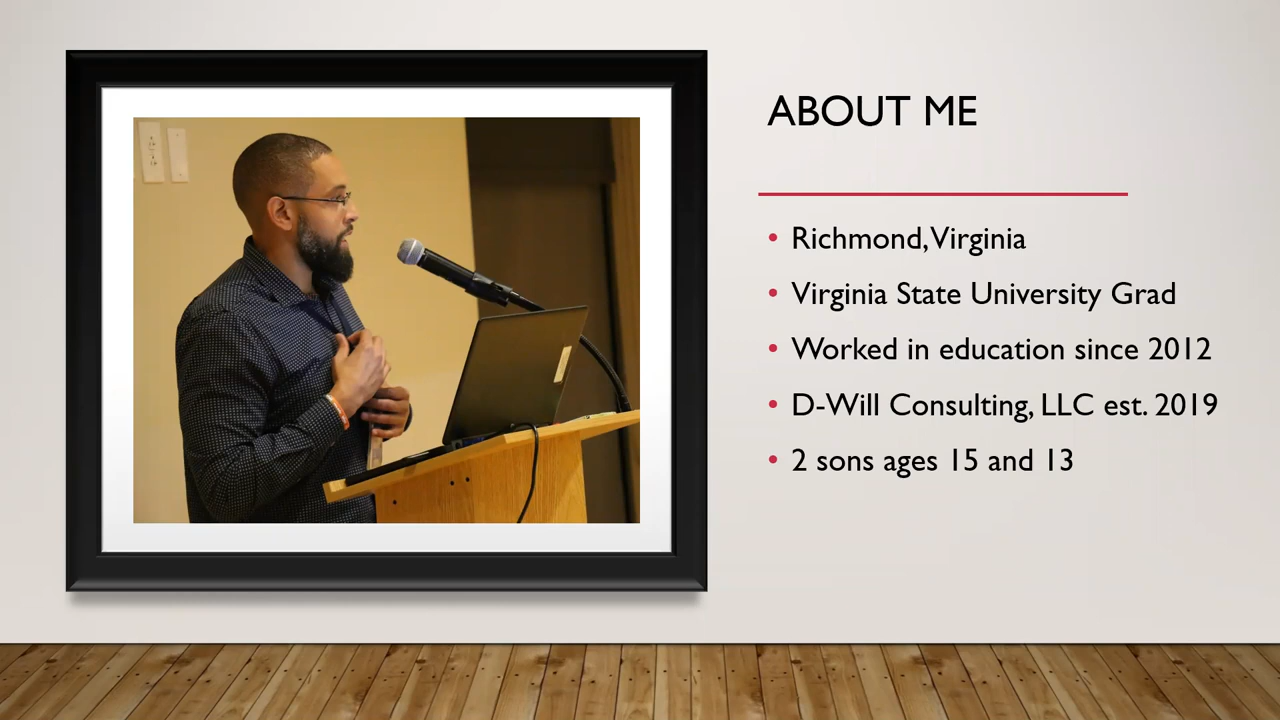 ABOUT ME
Richmond, Virginia
Virginia State University Grad
Worked in education since 2012
D-Will Consulting, LLC est. 2019
2 sons ages 15 and 13